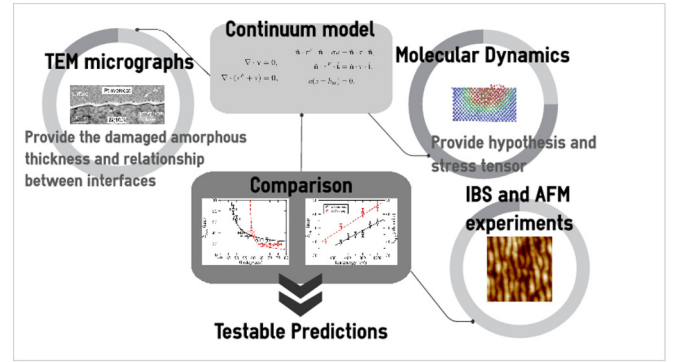 Continuum model
∇ · v = 0,
TEM micrographs
Molecular Dynamics
Provide the damaged amorphous
thickness and relationship
between interfaces
Provide hypothesis and
stress tensor
Comparison
IBS and AFM
experiments
Testable Predictions